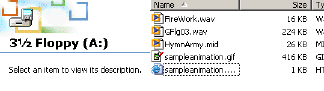 Name
Size
FireWork.wav 16 KB
GFlg03.wav 224 KB
HymnArmy.mid 26 KB
sampleanimation.gif 416 KB
sampleanimation.... 1 KB
3½ Floppy (A:)
Select an item to view its description.